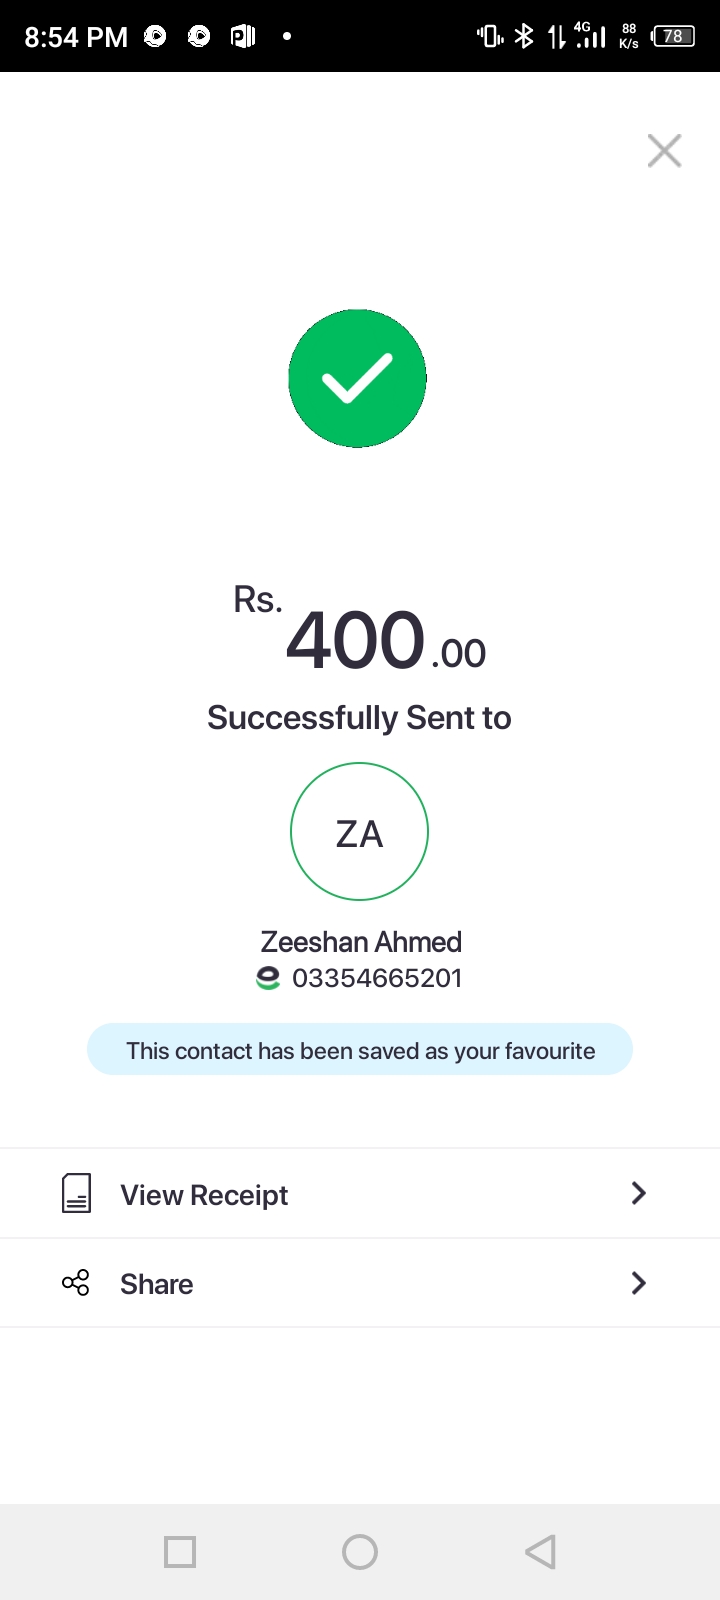 8:54 PM
4G
88
K/s
78
Rs.
400.00
Successfully Sent to
ZA
Zeeshan Ahmed
03354665201
This contact has been saved as your favourite
View Receipt
Share